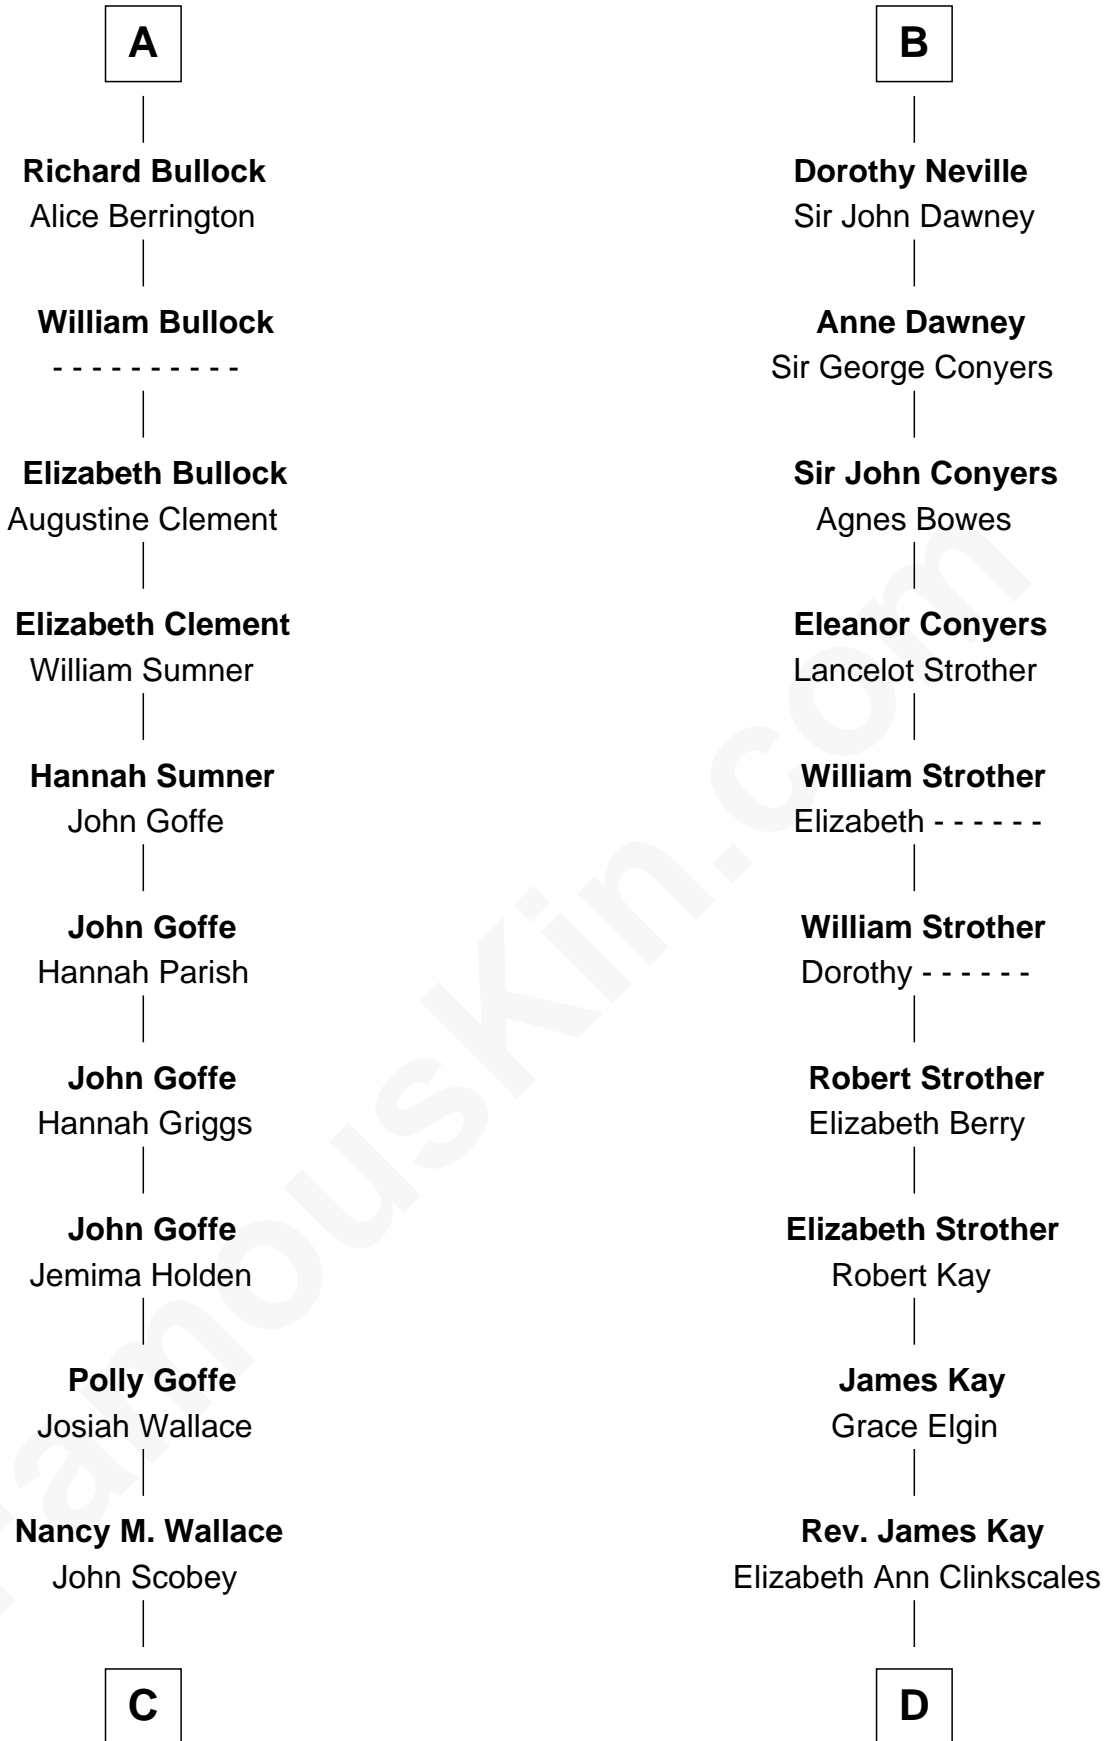 A
Richard Bullock
Alice Berrington
William Bullock
- - - - - - - - - -
Elizabeth Bullock
Augustine Clement
Elizabeth Clement
William Sumner
Hannah Sumner
John Goffe
John Goffe
Hannah Parish
John Goffe
Hannah Griggs
John Goffe
Jemima Holden
Polly Goffe
Josiah Wallace
Nancy M. Wallace
John Scobey
C
B
Dorothy Neville
Sir John Dawney
Anne Dawney
Sir George Conyers
Sir John Conyers
Agnes Bowes
Eleanor Conyers
Lancelot Strother
William Strother
Elizabeth - - - - - -
William Strother
Dorothy - - - - - -
Robert Strother
Elizabeth Berry
Elizabeth Strother
Robert Kay
James Kay
Grace Elgin
Rev. James Kay
Elizabeth Ann Clinkscales
D
FamousKin.com